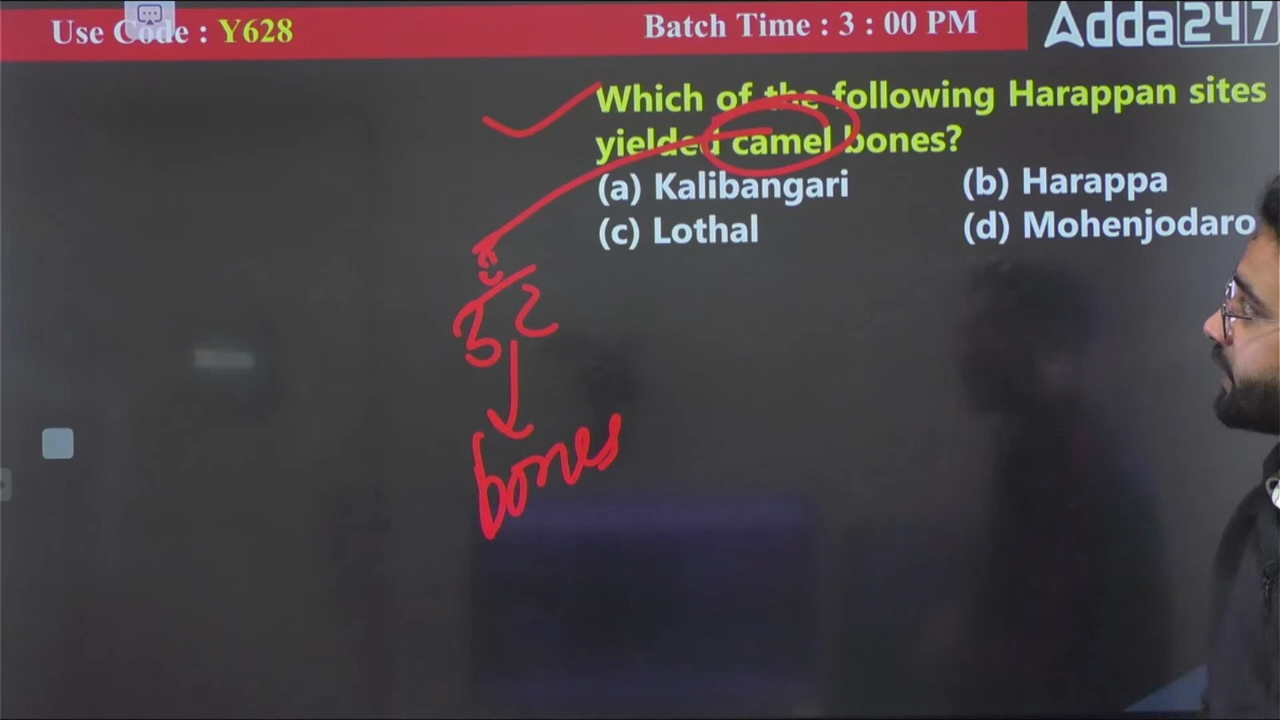 Use Code : Y628
Batch Time : 3 : 00 PM
Adda247
Which of the following Harappan sites
yielded camel bones?
(a) Kalibangari
(b) Harappa
(c) Lothal
(d) Mohenjodaro
bones